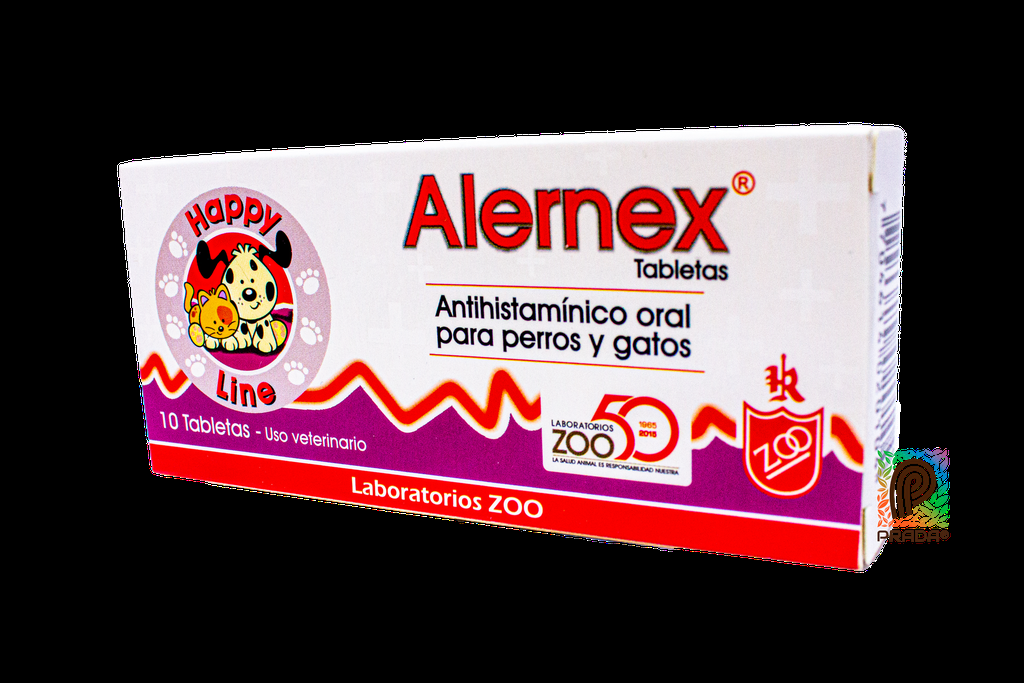 Happy
Line
Alernex®
Tabletas
Antihistamínico oral
para perros y gatos
10 Tabletas - Uso veterinario
LABORATORIOS
ZOO
50
1965
2015
LA SALUD ANIMAL ES RESPONSABILIDAD NUESTRA
ZOO
Laboratorios ZOO
PRADA®